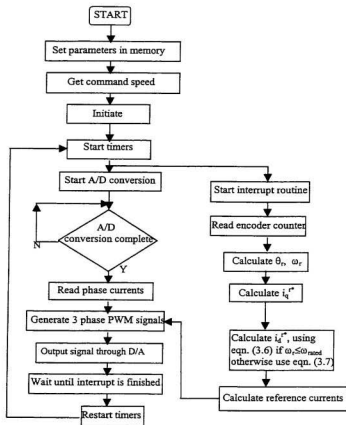 START
Set parameters in memory
Get command speed
Initiate
Start timers
Start A/D conversion
A/D
conversion complete
N
Y
Read phase currents
Generate 3 phase PWM signals
Output signal through D/A
Wait until interrupt is finished
Restart timers
Start interrupt routine
Read encoder counter
Calculate θr, ωr
Calculate iq^r*
Calculate id^r*, using
eqn. (3.6) if ωr≤ωrated
otherwise use eqn. (3.7)
Calculate reference currents